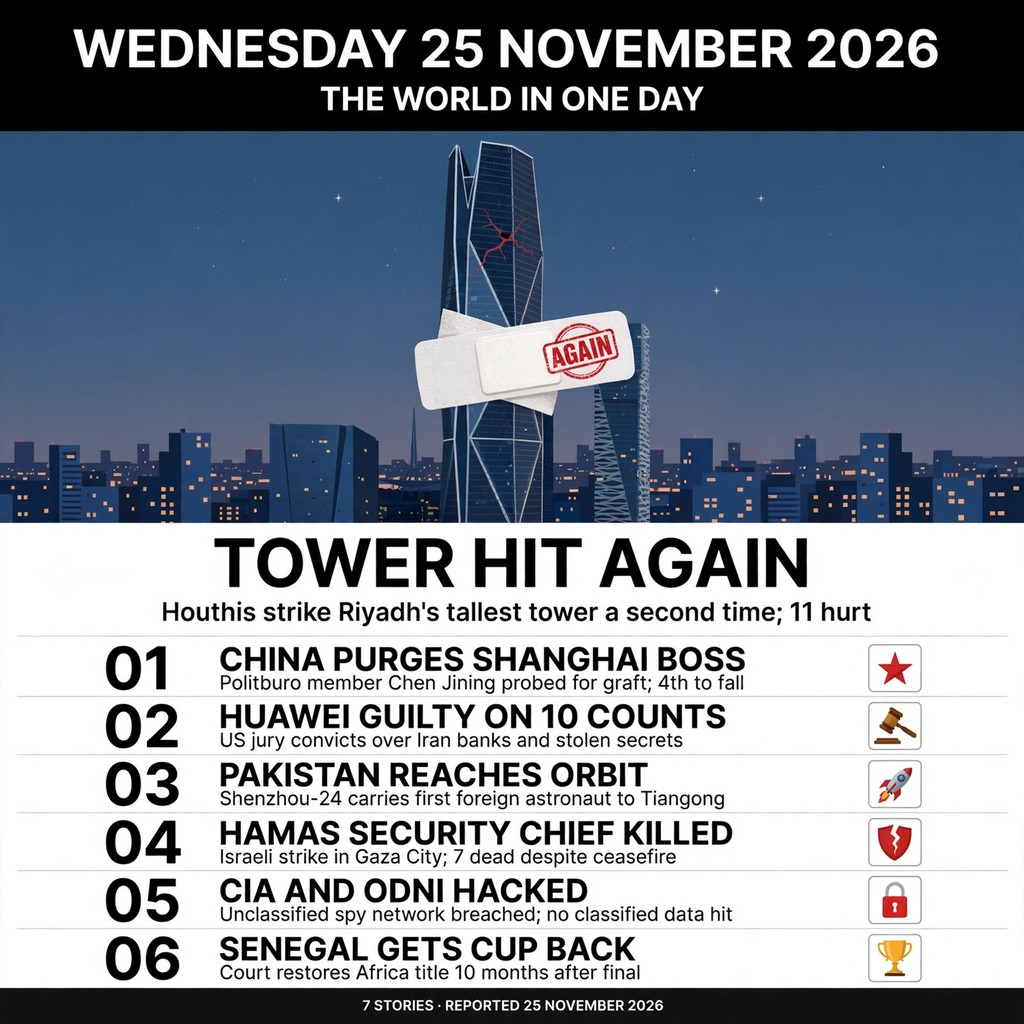 WEDNESDAY 25 NOVEMBER 2026
THE WORLD IN ONE DAY
AGAIN
TOWER HIT AGAIN
Houthis strike Riyadh's tallest tower a second time; 11 hurt
01
CHINA PURGES SHANGHAI BOSS
Politburo member Chen Jining probed for graft; 4th to fall
02
HUAWEI GUILTY ON 10 COUNTS
US jury convicts over Iran banks and stolen secrets
03
PAKISTAN REACHES ORBIT
Shenzhou-24 carries first foreign astronaut to Tiangong
04
HAMAS SECURITY CHIEF KILLED
Israeli strike in Gaza City; 7 dead despite ceasefire
05
CIA AND ODNI HACKED
Unclassified spy network breached; no classified data hit
06
SENEGAL GETS CUP BACK
Court restores Africa title 10 months after final
7 STORIES · REPORTED 25 NOVEMBER 2026